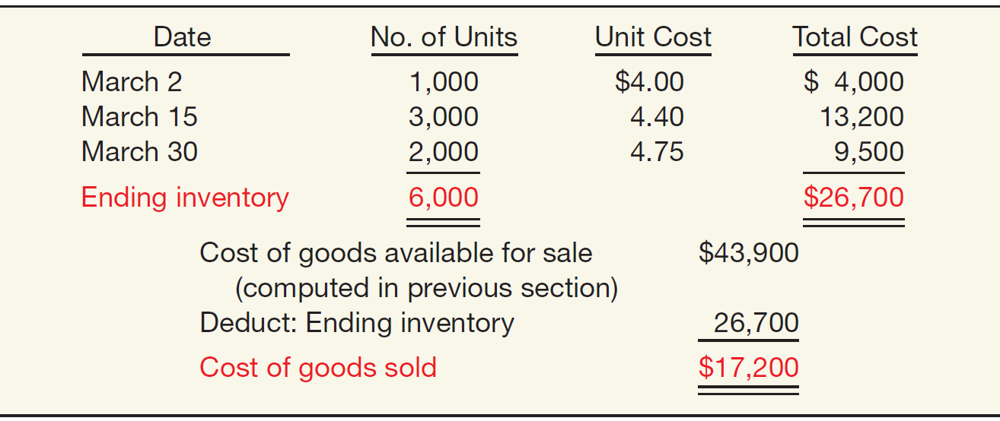 Date No. of Units Unit Cost Total Cost
March 2 1,000 $4.00 $ 4,000
March 15 3,000 4.40 13,200
March 30 2,000 4.75 9,500
Ending inventory 6,000 $26,700
Cost of goods available for sale $43,900
(computed in previous section)
Deduct: Ending inventory 26,700
Cost of goods sold $17,200